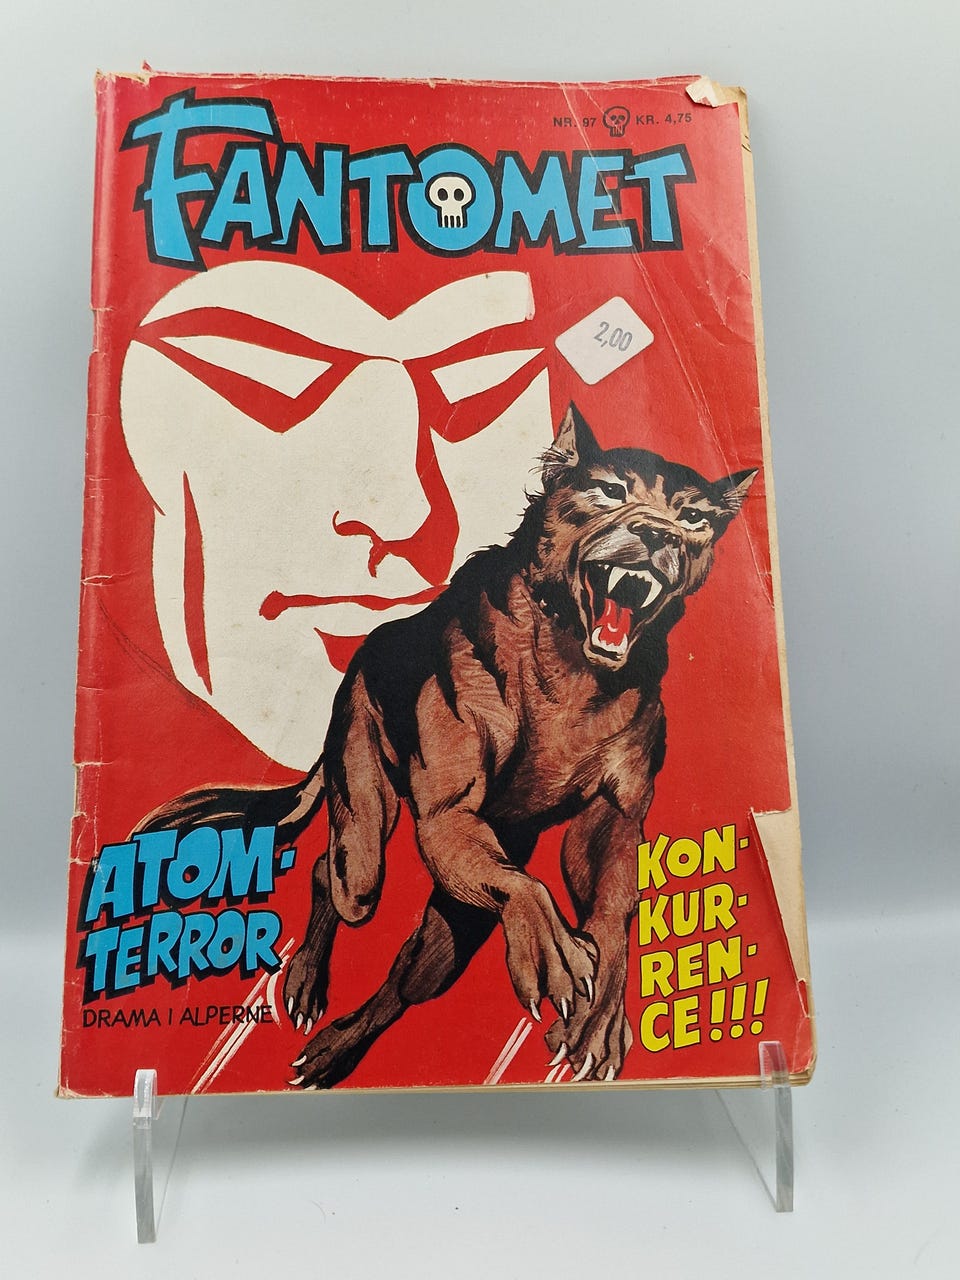 NR. 97 KR. 4,75
FANTOMET
2,00
ATOM-
TERROR
DRAMA I ALPERNE
KON-
KUR-
REN-
CE!!!